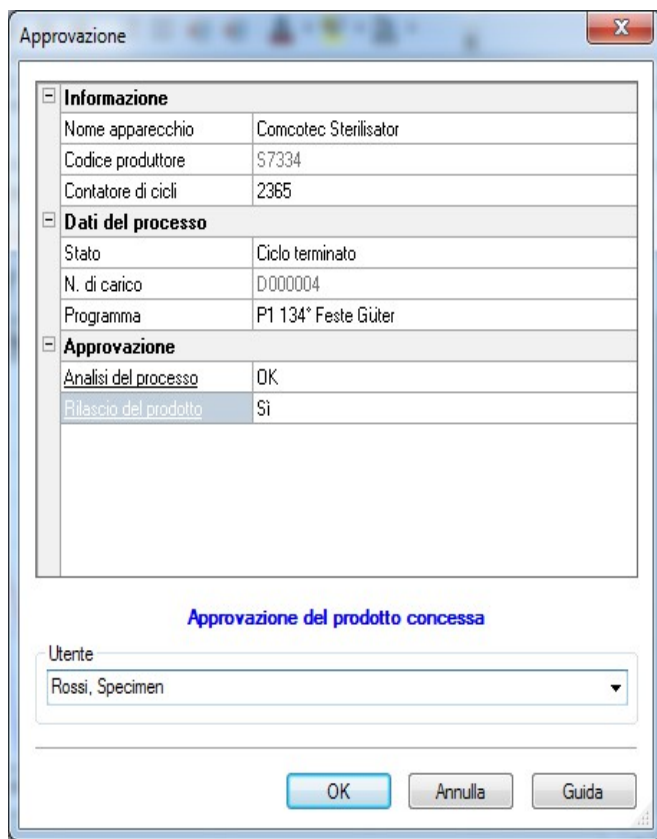 Approvazione
Informazione
Nome apparecchio Comcotec Sterilisator
Codice produttore S7334
Contatore di cicli 2365
Dati del processo
Stato Ciclo terminato
N. di carico D000004
Programma P1 134° Feste Güter
Approvazione
Analisi del processo OK
Rilascio del prodotto Sì
Approvazione del prodotto concessa
Utente
Rossi, Specimen
OK Annulla Guida